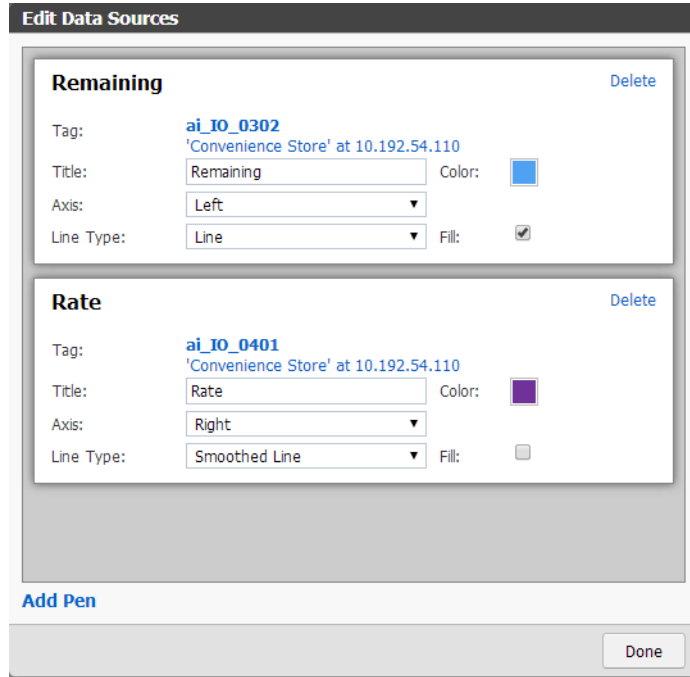 Edit Data Sources
Remaining Delete
Tag: ai_IO_0302
'Convenience Store' at 10.192.54.110
Title: Remaining Color:
Axis: Left
Line Type: Line Fill:
Rate Delete
Tag: ai_IO_0401
'Convenience Store' at 10.192.54.110
Title: Rate Color:
Axis: Right
Line Type: Smoothed Line Fill:
Add Pen
Done